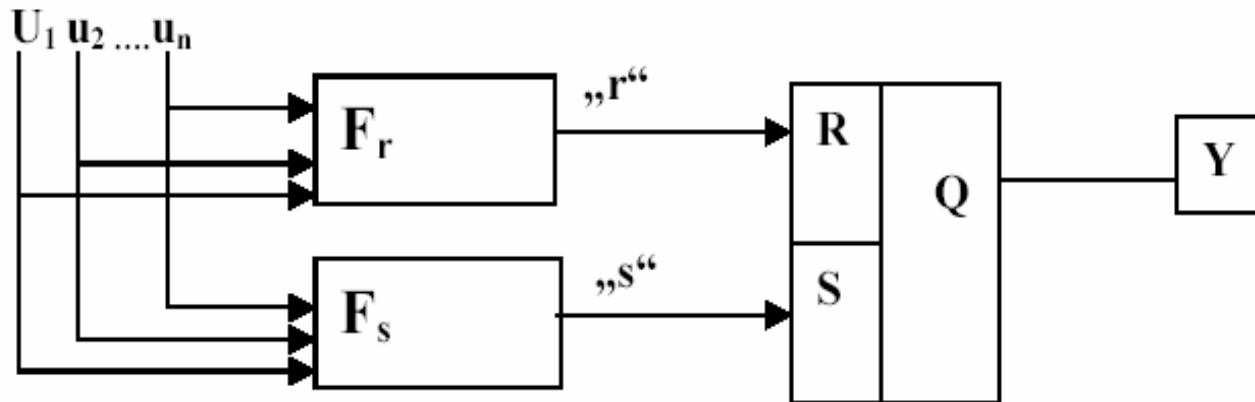 U₁ u₂ .... uₙ
Fᵣ
„r“
R
Q
Y
Fₛ
„s“
S